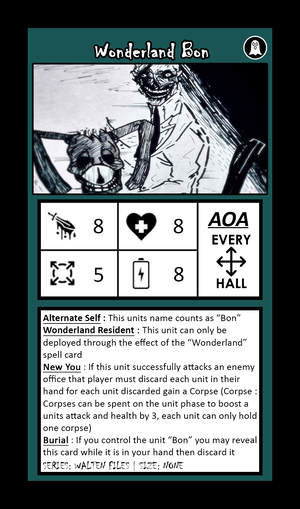 Wonderland Bon
8
8
AOA
EVERY
HALL
5
8
Alternate Self : This units name counts as “Bon”
Wonderland Resident : This unit can only be
deployed through the effect of the “Wonderland”
spell card
New You : If this unit successfully attacks an enemy
office that player must discard each unit in their
hand for each unit discarded gain a Corpse (Corpse :
Corpses can be spent on the unit phase to boost a
units attack and health by 3, each unit can only hold
one corpse)
Burial : If you control the unit “Bon” you may reveal
this card while it is in your hand then discard it
SERIES; WALTEN FILES | SIZE; NONE